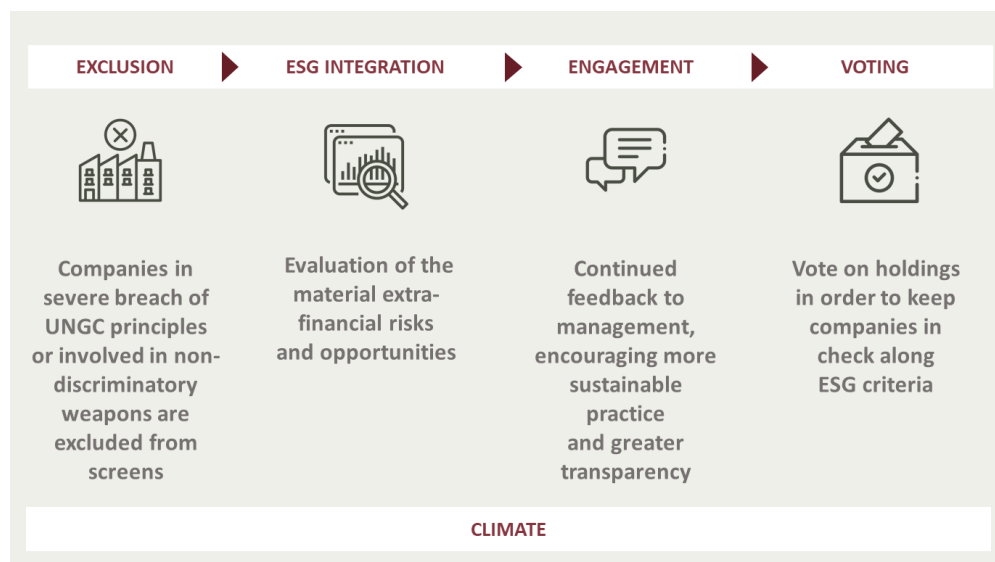 EXCLUSION
ESG INTEGRATION
ENGAGEMENT
VOTING
Companies in
severe breach of
UNGC principles
or involved in non-
discriminatory
weapons are
excluded from
screens
Evaluation of the
material extra-
financial risks
and opportunities
Continued
feedback to
management,
encouraging more
sustainable
practice
and greater
transparency
Vote on holdings
in order to keep
companies in
check along
ESG criteria
CLIMATE